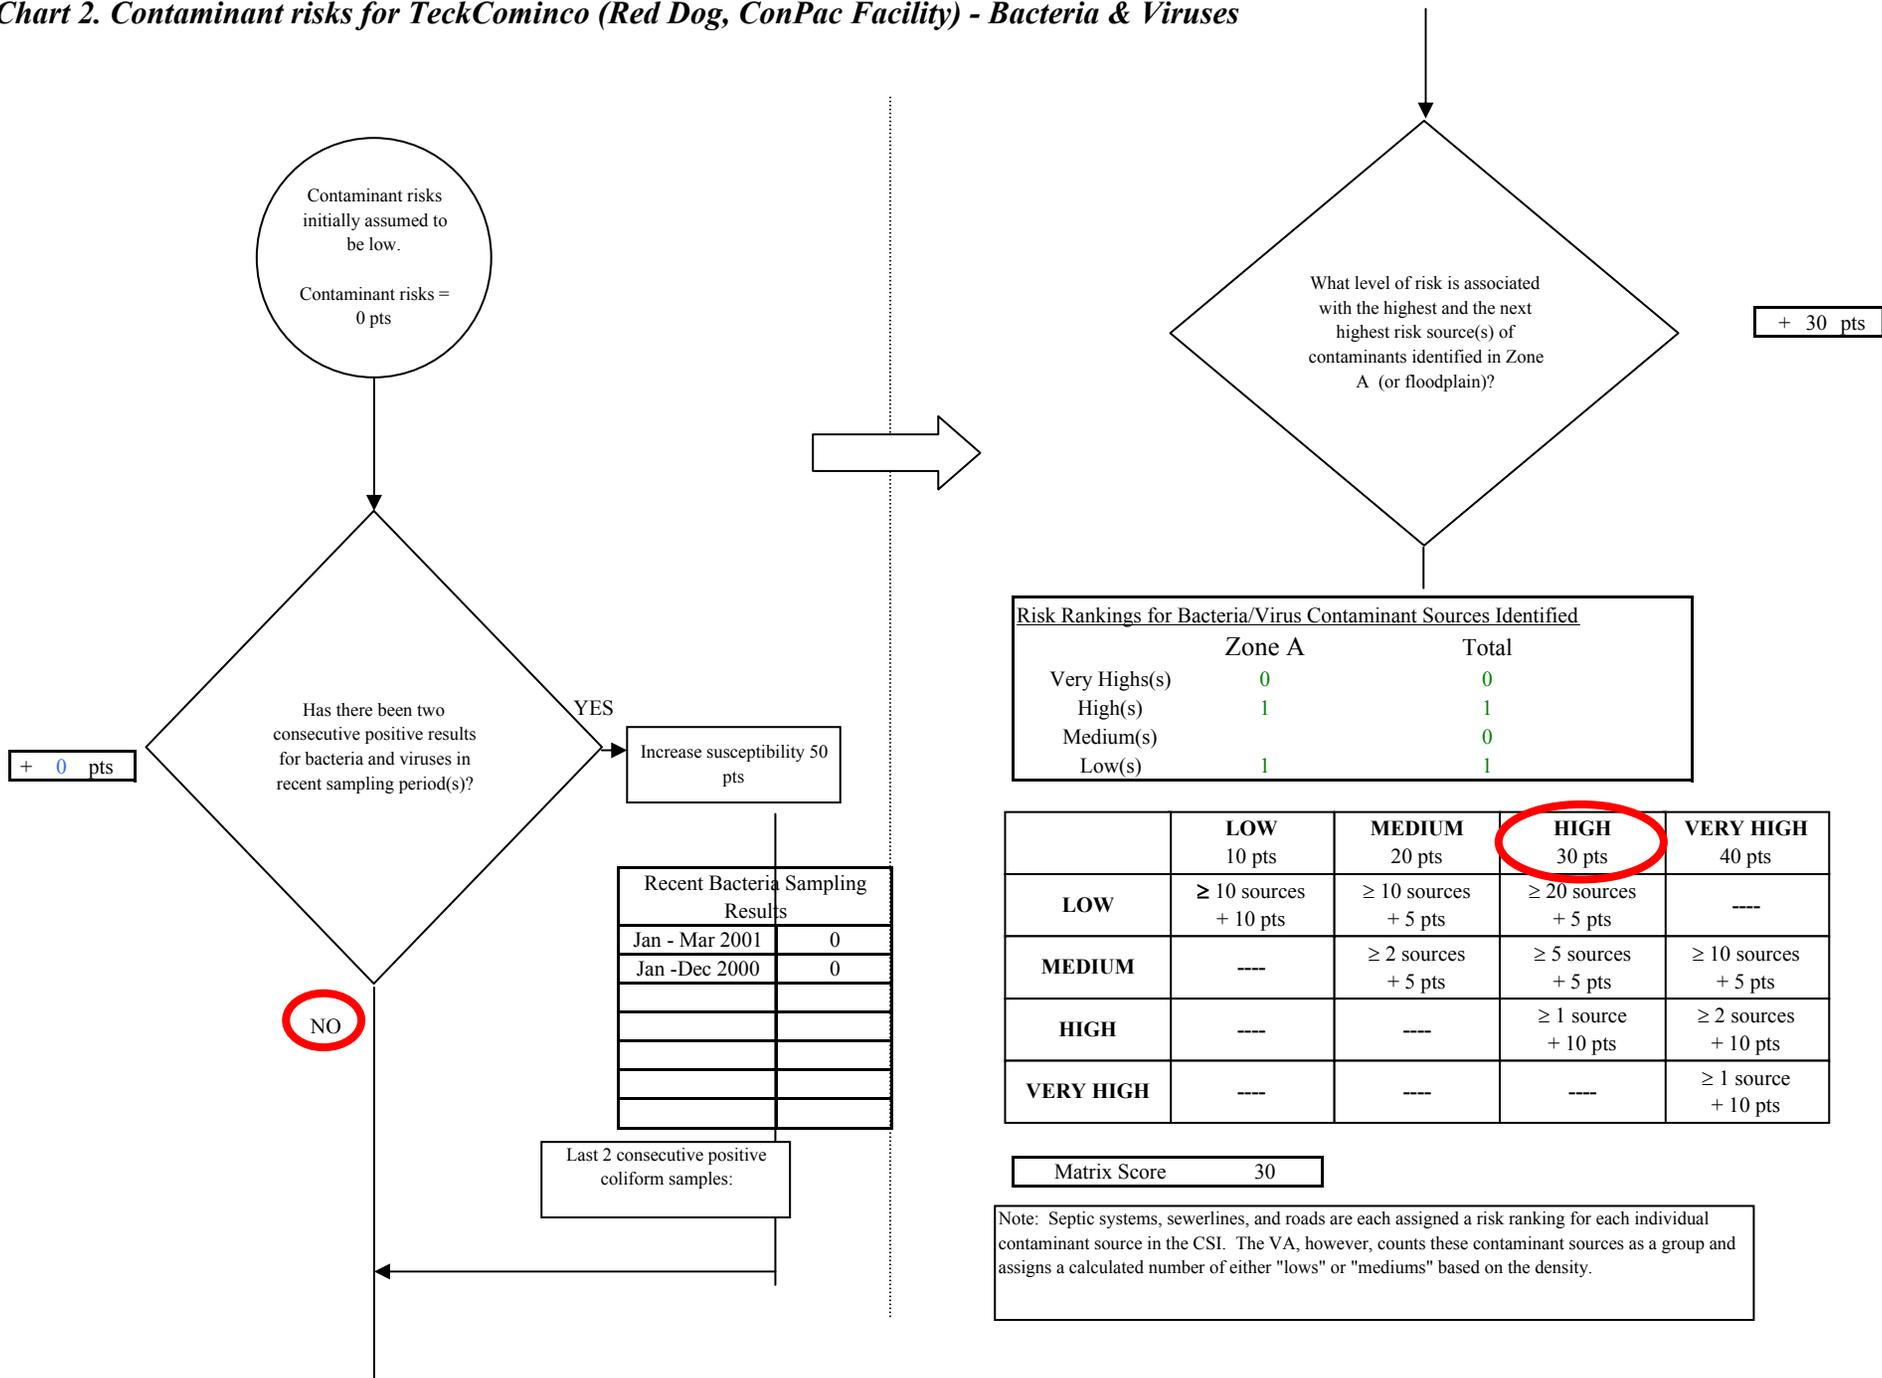 Chart 2. Contaminant risks for TeckCominco (Red Dog, ConPac Facility) - Bacteria & Viruses
Contaminant risks
initially assumed to
be low.
Contaminant risks =
0 pts
Has there been two
consecutive positive results
for bacteria and viruses in
recent sampling period(s)?
+ 0 pts
YES
Increase susceptibility 50
pts
NO
Recent Bacteria Sampling
Results
Jan - Mar 2001 0
Jan -Dec 2000 0
Last 2 consecutive positive
coliform samples:
What level of risk is associated
with the highest and the next
highest risk source(s) of
contaminants identified in Zone
A (or floodplain)?
+ 30 pts
Risk Rankings for Bacteria/Virus Contaminant Sources Identified
Zone A Total
Very Highs(s) 0 0
High(s) 1 1
Medium(s) 0
Low(s) 1 1
LOW MEDIUM HIGH VERY HIGH
10 pts 20 pts 30 pts 40 pts
LOW
≥ 10 sources ≥ 10 sources ≥ 20 sources ----
+ 10 pts + 5 pts + 5 pts
MEDIUM
---- ≥ 2 sources ≥ 5 sources ≥ 10 sources
+ 5 pts + 5 pts + 5 pts
HIGH
---- ---- ≥ 1 source ≥ 2 sources
+ 10 pts + 10 pts
VERY HIGH
---- ---- ---- ≥ 1 source
+ 10 pts
Matrix Score 30
Note: Septic systems, sewerlines, and roads are each assigned a risk ranking for each individual
contaminant source in the CSI. The VA, however, counts these contaminant sources as a group and
assigns a calculated number of either "lows" or "mediums" based on the density.